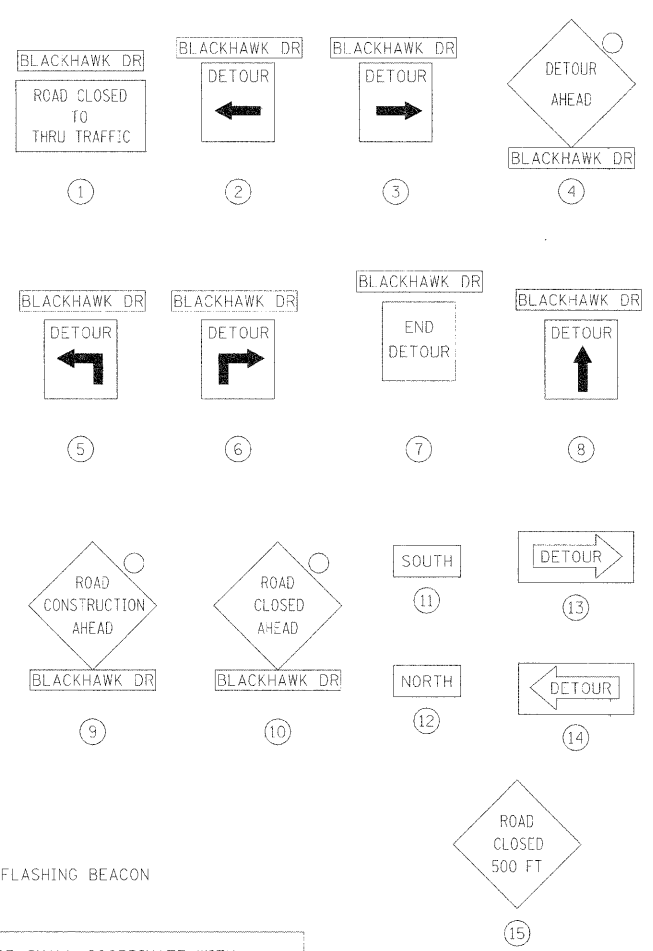 BLACKHAWK DR
ROAD CLOSED
TO
THRU TRAFFIC
1
BLACKHAWK DR
DETOUR
2
BLACKHAWK DR
DETOUR
3
DETOUR
AHEAD
BLACKHAWK DR
4
BLACKHAWK DR
DETOUR
5
BLACKHAWK DR
DETOUR
6
BLACKHAWK DR
END
DETOUR
7
BLACKHAWK DR
DETOUR
8
ROAD
CONSTRUCTION
AHEAD
BLACKHAWK DR
9
ROAD
CLOSED
AHEAD
BLACKHAWK DR
10
SOUTH
11
NORTH
12
DETOUR
13
DETOUR
14
ROAD
CLOSED
500 FT
15
FLASHING BEACON